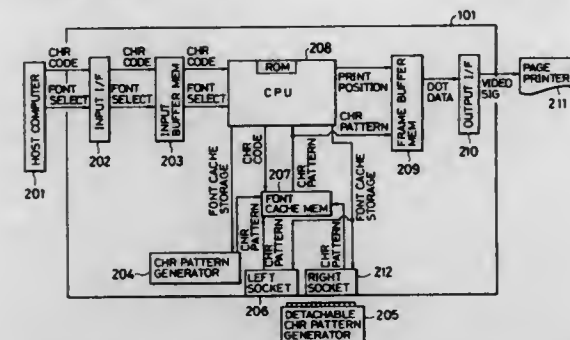 101
CHR CODE
CHR CODE
CHR CODE
208
ROM
CPU
FONT SELECT
FONT SELECT
FONT SELECT
HOST COMPUTER
201
INPUT I/F
202
INPUT BUFFER MEM
203
PRINT POSITION
CHR PATTERN
FRAME BUFFER MEM
209
DOT DATA
OUTPUT I/F
210
VIDEO SIG
PAGE PRINTER
211
FONT CACHE STORAGE
CHR CODE
CHR PATTERN
FONT CACHE STORAGE
207
FONT CACHE MEM
CHR PATTERN
CHR PATTERN
CHR PATTERN
204
CHR PATTERN GENERATOR
LEFT SOCKET
206
RIGHT SOCKET
212
DETACHABLE CHR PATTERN GENERATOR
205